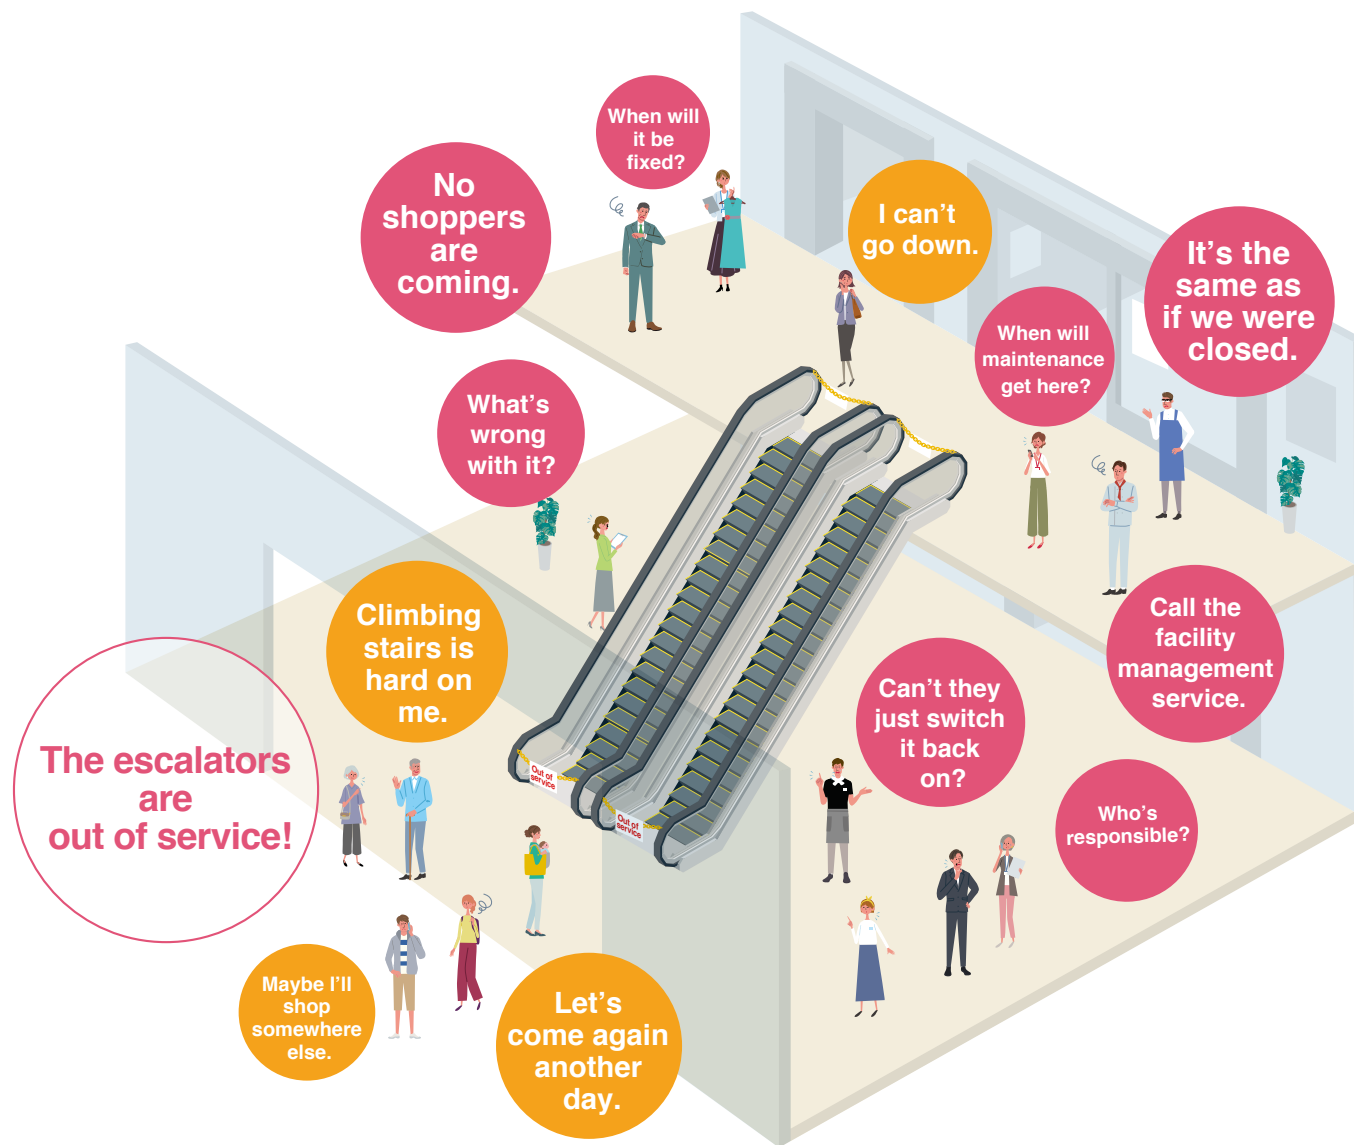 When will
it be
fixed?
No
shoppers
are
coming.
I can't
go down.
It's the
same as
if we were
closed.
When will
maintenance
get here?
What's
wrong
with it?
Climbing
stairs is
hard on
me.
Call the
facility
management
service.
Can't they
just switch
it back
on?
The escalators
are
out of service!
Out of
service
Out of
service
Who's
responsible?
Maybe I'll
shop
somewhere
else.
Let's
come again
another
day.